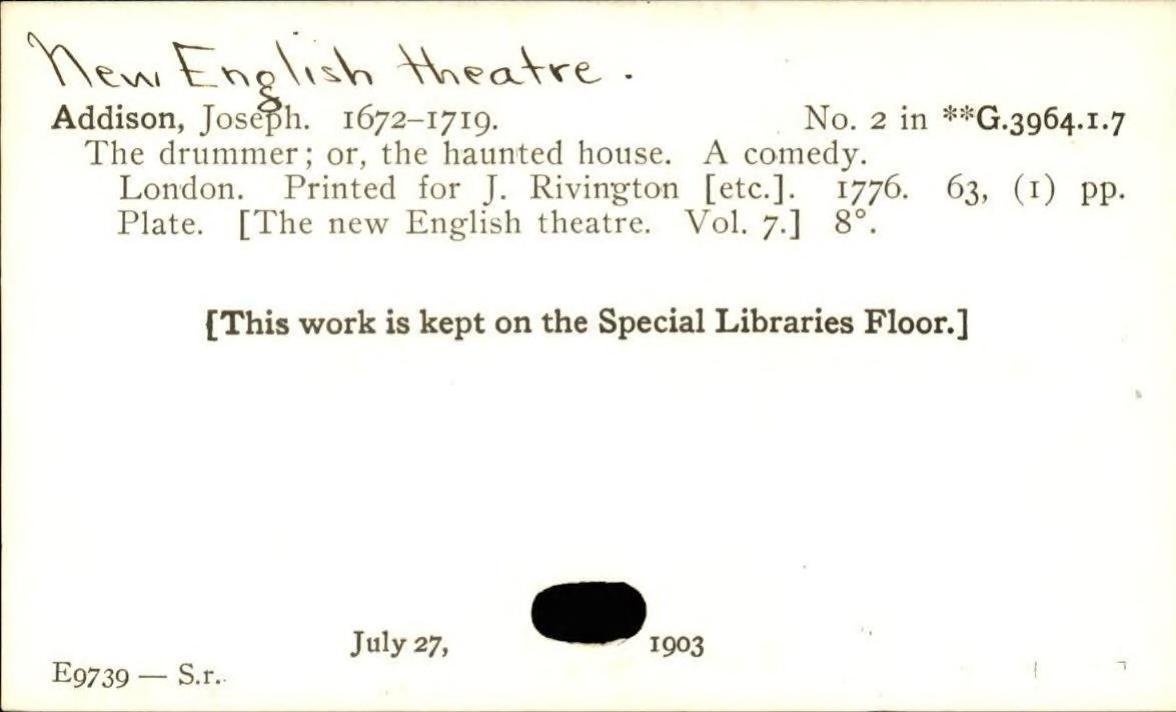 New English theatre.
Addison, Joseph. 1672–1719. No. 2 in **G.3964.1.7
The drummer; or, the haunted house. A comedy.
London. Printed for J. Rivington [etc.]. 1776. 63, (1) pp.
Plate. [The new English theatre. Vol. 7.] 8°.
[This work is kept on the Special Libraries Floor.]
July 27, 1903
E9739 — S.r.